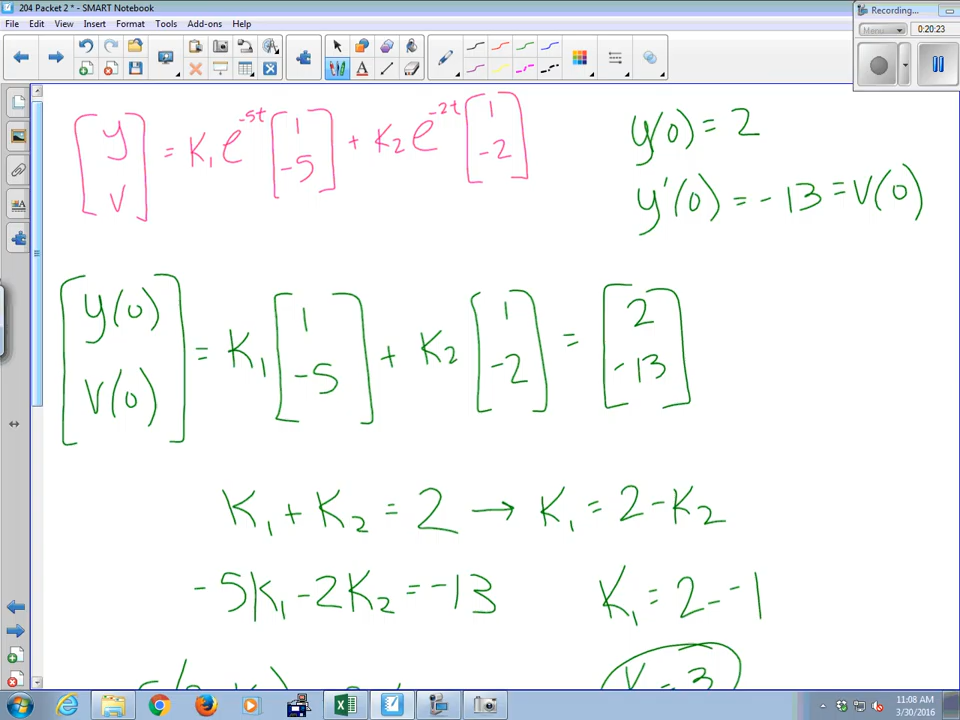 204 Packet 2 * - SMART Notebook
Recording...
File Edit View Insert Format Tools Add-ons Help
Menu
0:20:23
[y v] = K₁e^-5t [1 -5] + K₂e^-2t [1 -2]
y(0) = 2
y'(0) = -13 = v(0)
[y(0) v(0)] = K₁ [1 -5] + K₂ [1 -2] = [2 -13]
K₁ + K₂ = 2 → K₁ = 2 - K₂
-5K₁ - 2K₂ = -13
K₁ = 2 - -1
11:08 AM
3/30/2016